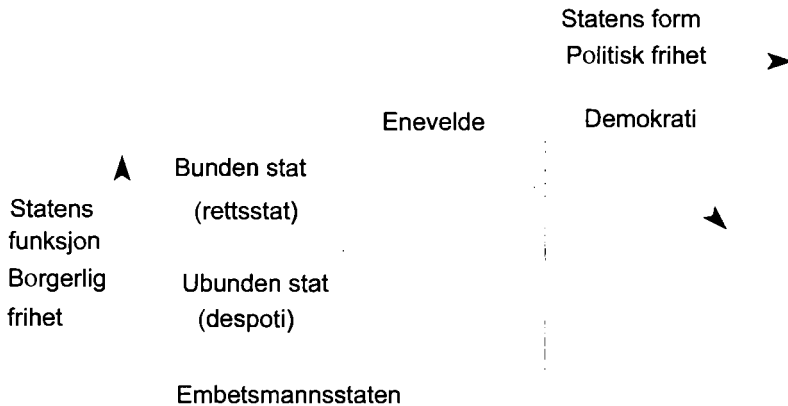 Statens form
Politisk frihet
Enevelde Demokrati
Bunden stat
(rettsstat)
Statens
funksjon
Borgerlig
frihet
Ubunden stat
(despoti)
Embetsmannsstaten